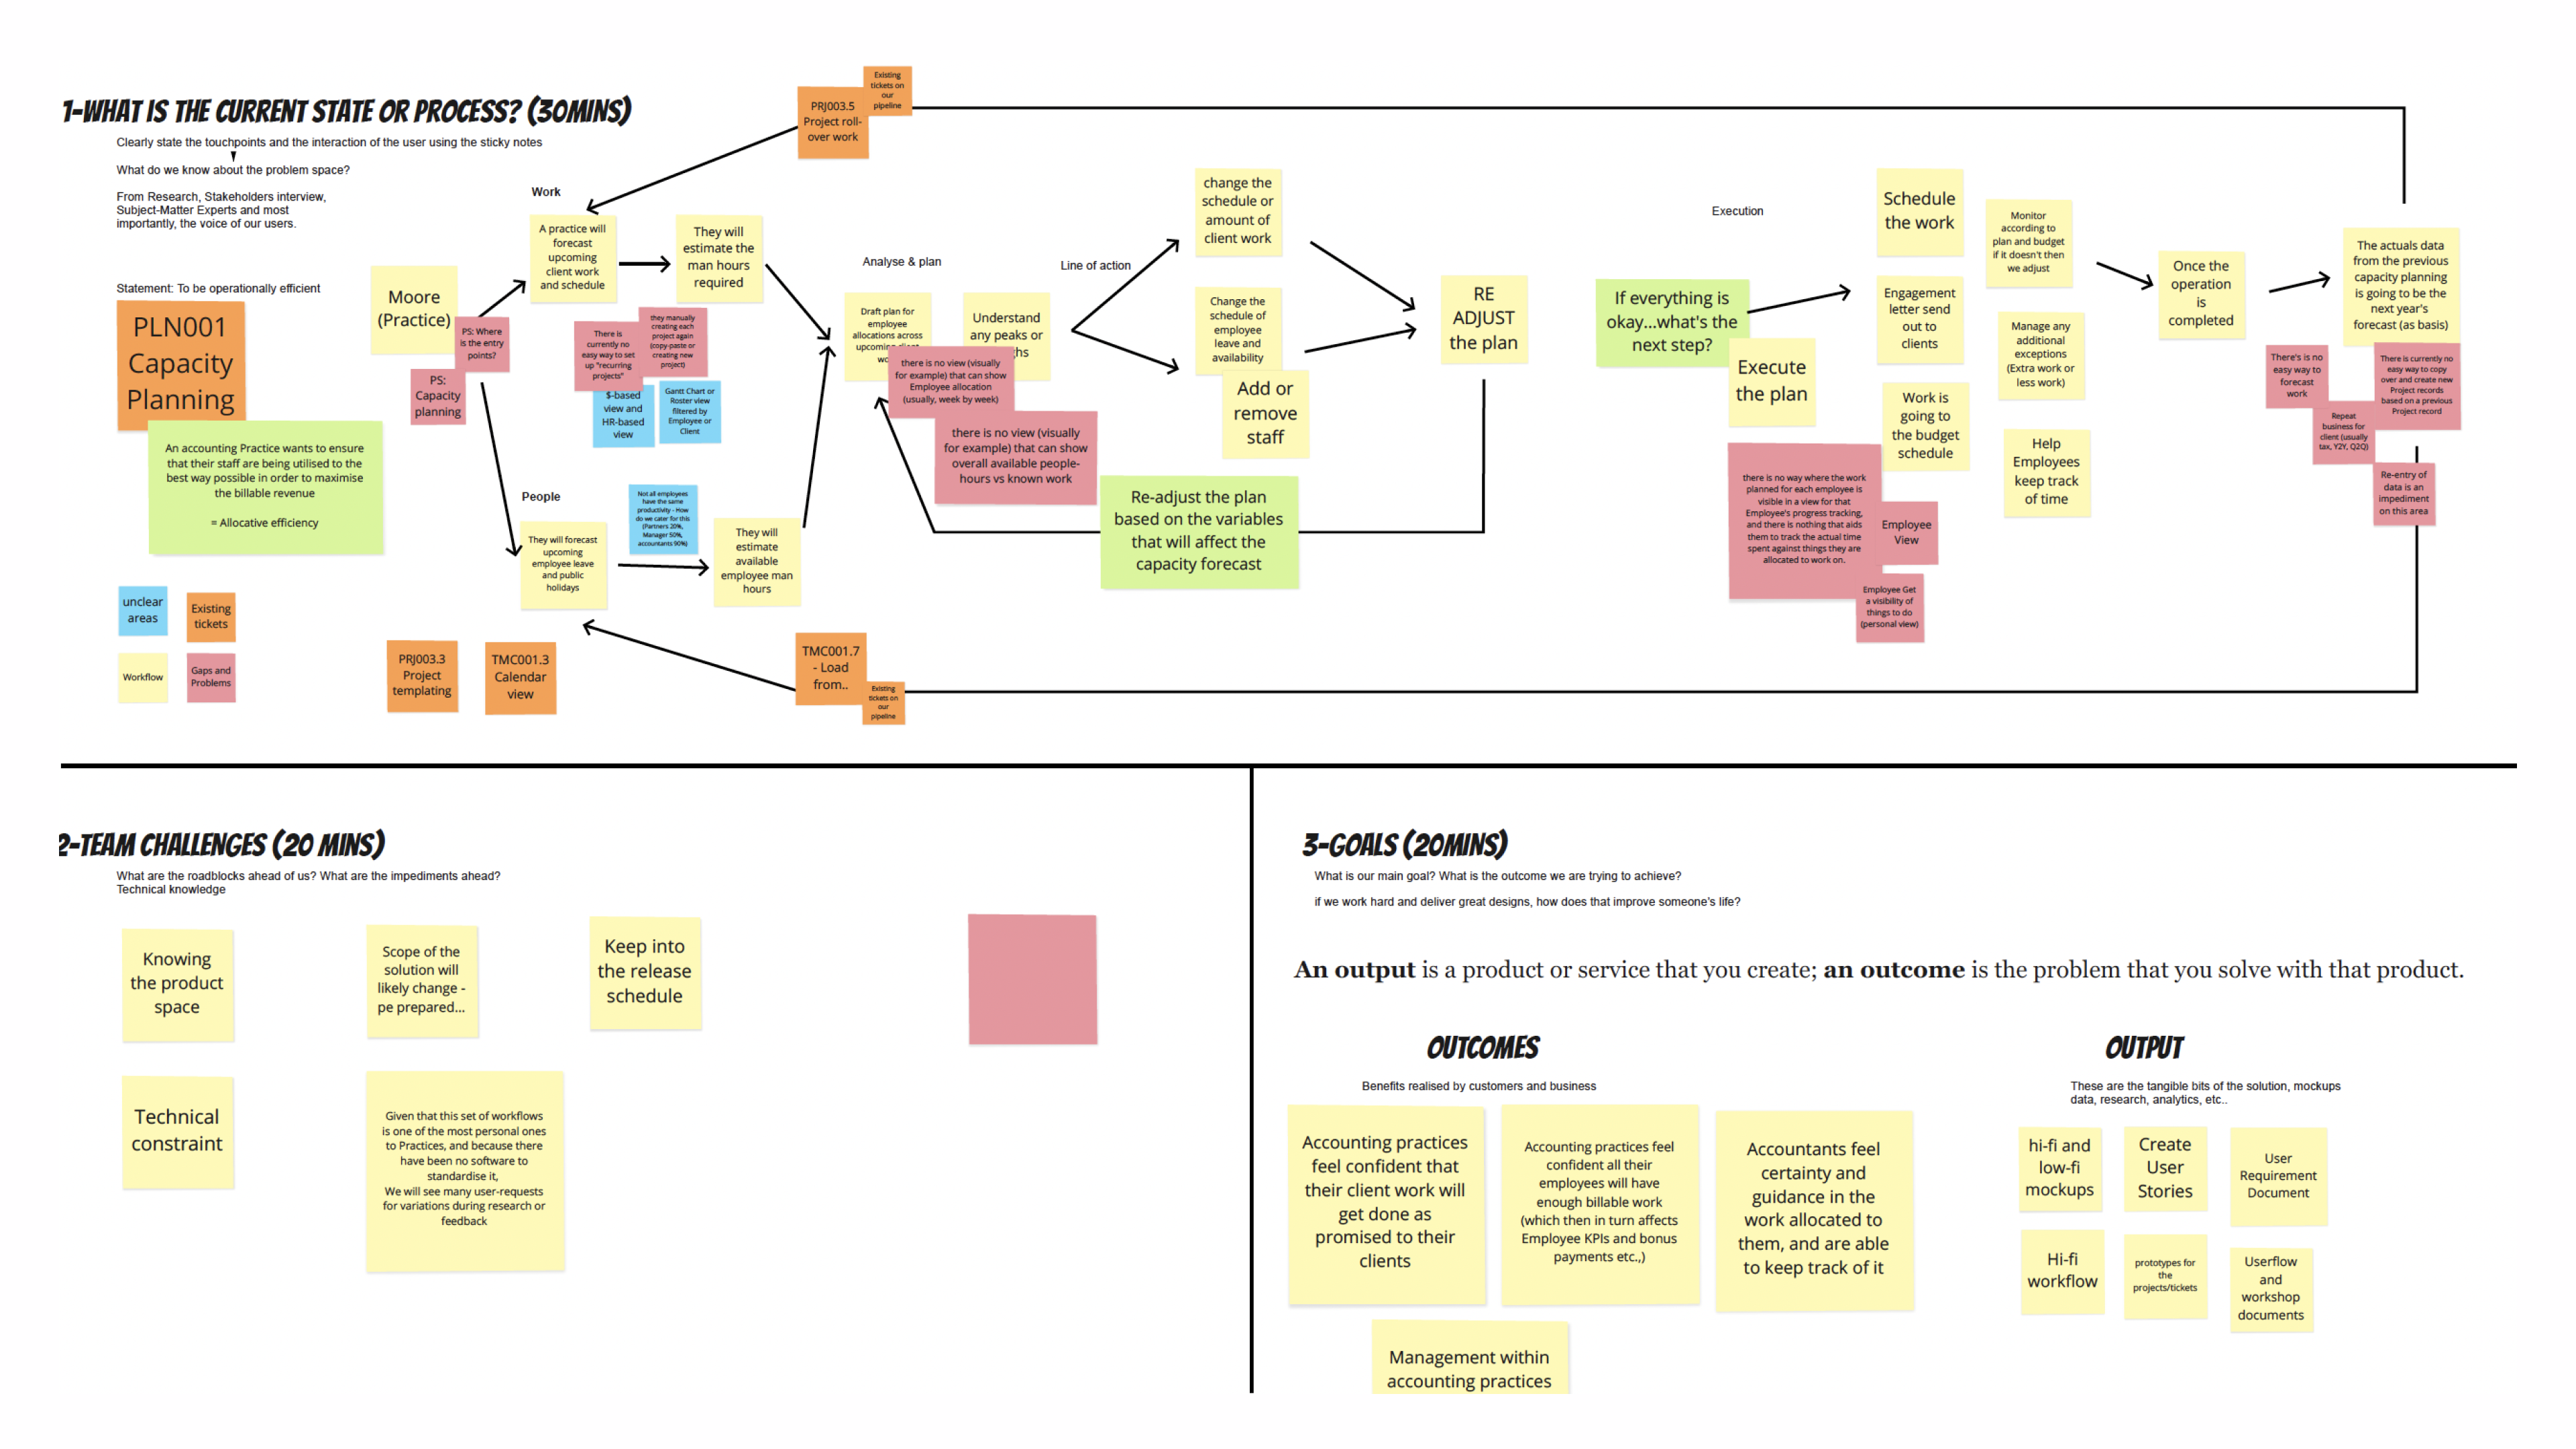 1-WHAT IS THE CURRENT STATE OR PROCESS? (30MINS)
Clearly state the touchpoints and the interaction of the user using the sticky notes
What do we know about the problem space?
From Research, Stakeholders interview,
Subject-Matter Experts and most
importantly, the voice of our users.
Statement: To be operationally efficient
PLN001
Capacity
Planning
An accounting Practice wants to ensure
that their staff are being utilised to the
best way possible in order to maximise
the billable revenue
= Allocative efficiency
unclear
areas
Existing
tickets
Workflow
Gaps and
Problems
Moore
(Practice)
PS: Where
is the entry
points?
PS:
Capacity
planning
Work
A practice will
forecast
upcoming
client work
and schedule
They will
estimate the
man hours
required
There is
currently no
easy way to set
up "recurring
projects"
they manually
creating each
project again
(copy-paste or
creating new
project)
$-based
view and
HR-based
view
Gantt Chart or
Roster view
filtered by
Employee or
Client
PRJ003.5
Project roll-
over work
Existing
tickets on
our
pipeline
People
They will forecast
upcoming
employee leave
and public
holidays
Not all employees
have the same
productivity - How
do we cater for this
(Partners 20%,
Manager 50%,
accountants 90%)
They will
estimate
available
employee man
hours
PRJ003.3
Project
templating
TMC001.3
Calendar
view
TMC001.7
- Load
from..
Existing
tickets on
our
pipeline
Analyse & plan
Draft plan for
employee
allocations across
upcoming client
Understand
any peaks or
there is no view (visually
for example) that can show
Employee allocation
(usually, week by week)
there is no view (visually
for example) that can show
overall available people-
hours vs known work
Line of action
change the
schedule or
amount of
client work
Change the
schedule of
employee
leave and
availability
Add or
remove
staff
Re-adjust the plan
based on the variables
that will affect the
capacity forecast
RE
ADJUST
the plan
If everything is
okay...what's the
next step?
Execute
the plan
Execution
Schedule
the work
Engagement
letter send
out to
clients
Work is
going to
the budget
schedule
there is no way where the work
planned for each employee is
visible in a view for that
Employee's progress tracking,
and there is nothing that aids
them to track the actual time
spent against things they are
allocated to work on.
Employee
View
Employee Get
a visibility of
things to do
(personal view)
Monitor
according to
plan and budget
if it doesn't then
we adjust
Manage any
additional
exceptions
(Extra work or
less work)
Help
Employees
keep track
of time
Once the
operation
is
completed
The actuals data
from the previous
capacity planning
is going to be the
next year's
forecast (as basis)
There's is no
easy way to
forecast
work
There is currently no
easy way to copy
over and create new
Project records
based on a previous
Project record
Repeat
business for
client (usually
tax, Y2Y, Q2Q)
Re-entry of
data is an
impediment
on this area
2-TEAM CHALLENGES (20 MINS)
What are the roadblocks ahead of us? What are the impediments ahead?
Technical knowledge
Knowing
the product
space
Scope of the
solution will
likely change -
pe prepared...
Keep into
the release
schedule
Technical
constraint
Given that this set of workflows
is one of the most personal ones
to Practices, and because there
have been no software to
standardise it,
We will see many user-requests
for variations during research or
feedback
3-GOALS (20MINS)
What is our main goal? What is the outcome we are trying to achieve?
if we work hard and deliver great designs, how does that improve someone's life?
An output is a product or service that you create; an outcome is the problem that you solve with that product.
OUTCOMES
Benefits realised by customers and business
Accounting practices
feel confident that
their client work will
get done as
promised to their
clients
Accounting practices feel
confident all their
employees will have
enough billable work
(which then in turn affects
Employee KPIs and bonus
payments etc.,)
Accountants feel
certainty and
guidance in the
work allocated to
them, and are able
to keep track of it
Management within
accounting practices
OUTPUT
These are the tangible bits of the solution, mockups
data, research, analytics, etc..
hi-fi and
low-fi
mockups
Create
User
Stories
User
Requirement
Document
Hi-fi
workflow
prototypes for
the
projects/tickets
Userflow
and
workshop
documents